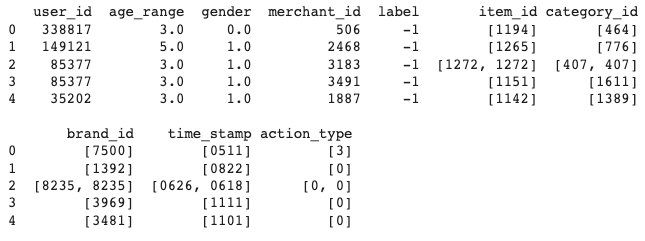 user_id age_range gender merchant_id label item_id category_id
0 338817 3.0 0.0 506 -1 [1194] [464]
1 149121 5.0 1.0 2468 -1 [1265] [776]
2 85377 3.0 1.0 3183 -1 [1272, 1272] [407, 407]
3 85377 3.0 1.0 3491 -1 [1151] [1611]
4 35202 3.0 1.0 1887 -1 [1142] [1389]
brand_id time_stamp action_type
0 [7500] [0511] [3]
1 [1392] [0822] [0]
2 [8235, 8235] [0626, 0618] [0, 0]
3 [3969] [1111] [0]
4 [3481] [1101] [0]